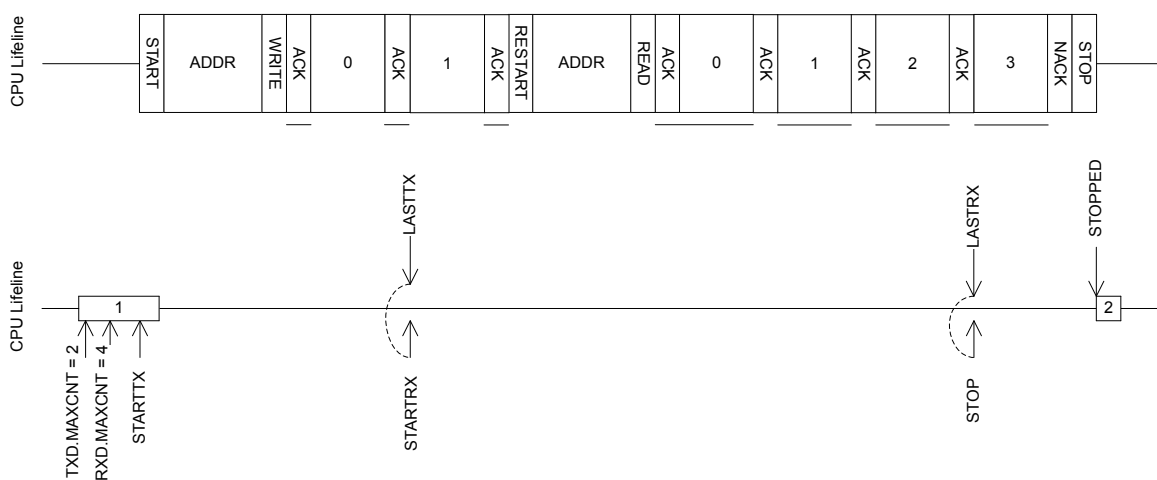 CPU Lifeline
START
ADDR
WRITE
ACK
0
ACK
1
ACK
RESTART
ADDR
READ
ACK
0
ACK
1
ACK
2
ACK
3
NACK
STOP
CPU Lifeline
1
TXD.MAXCNT = 2
RXD.MAXCNT = 4
STARTTX
LASTTX
STARTRX
LASTRX
STOP
STOPPED
2